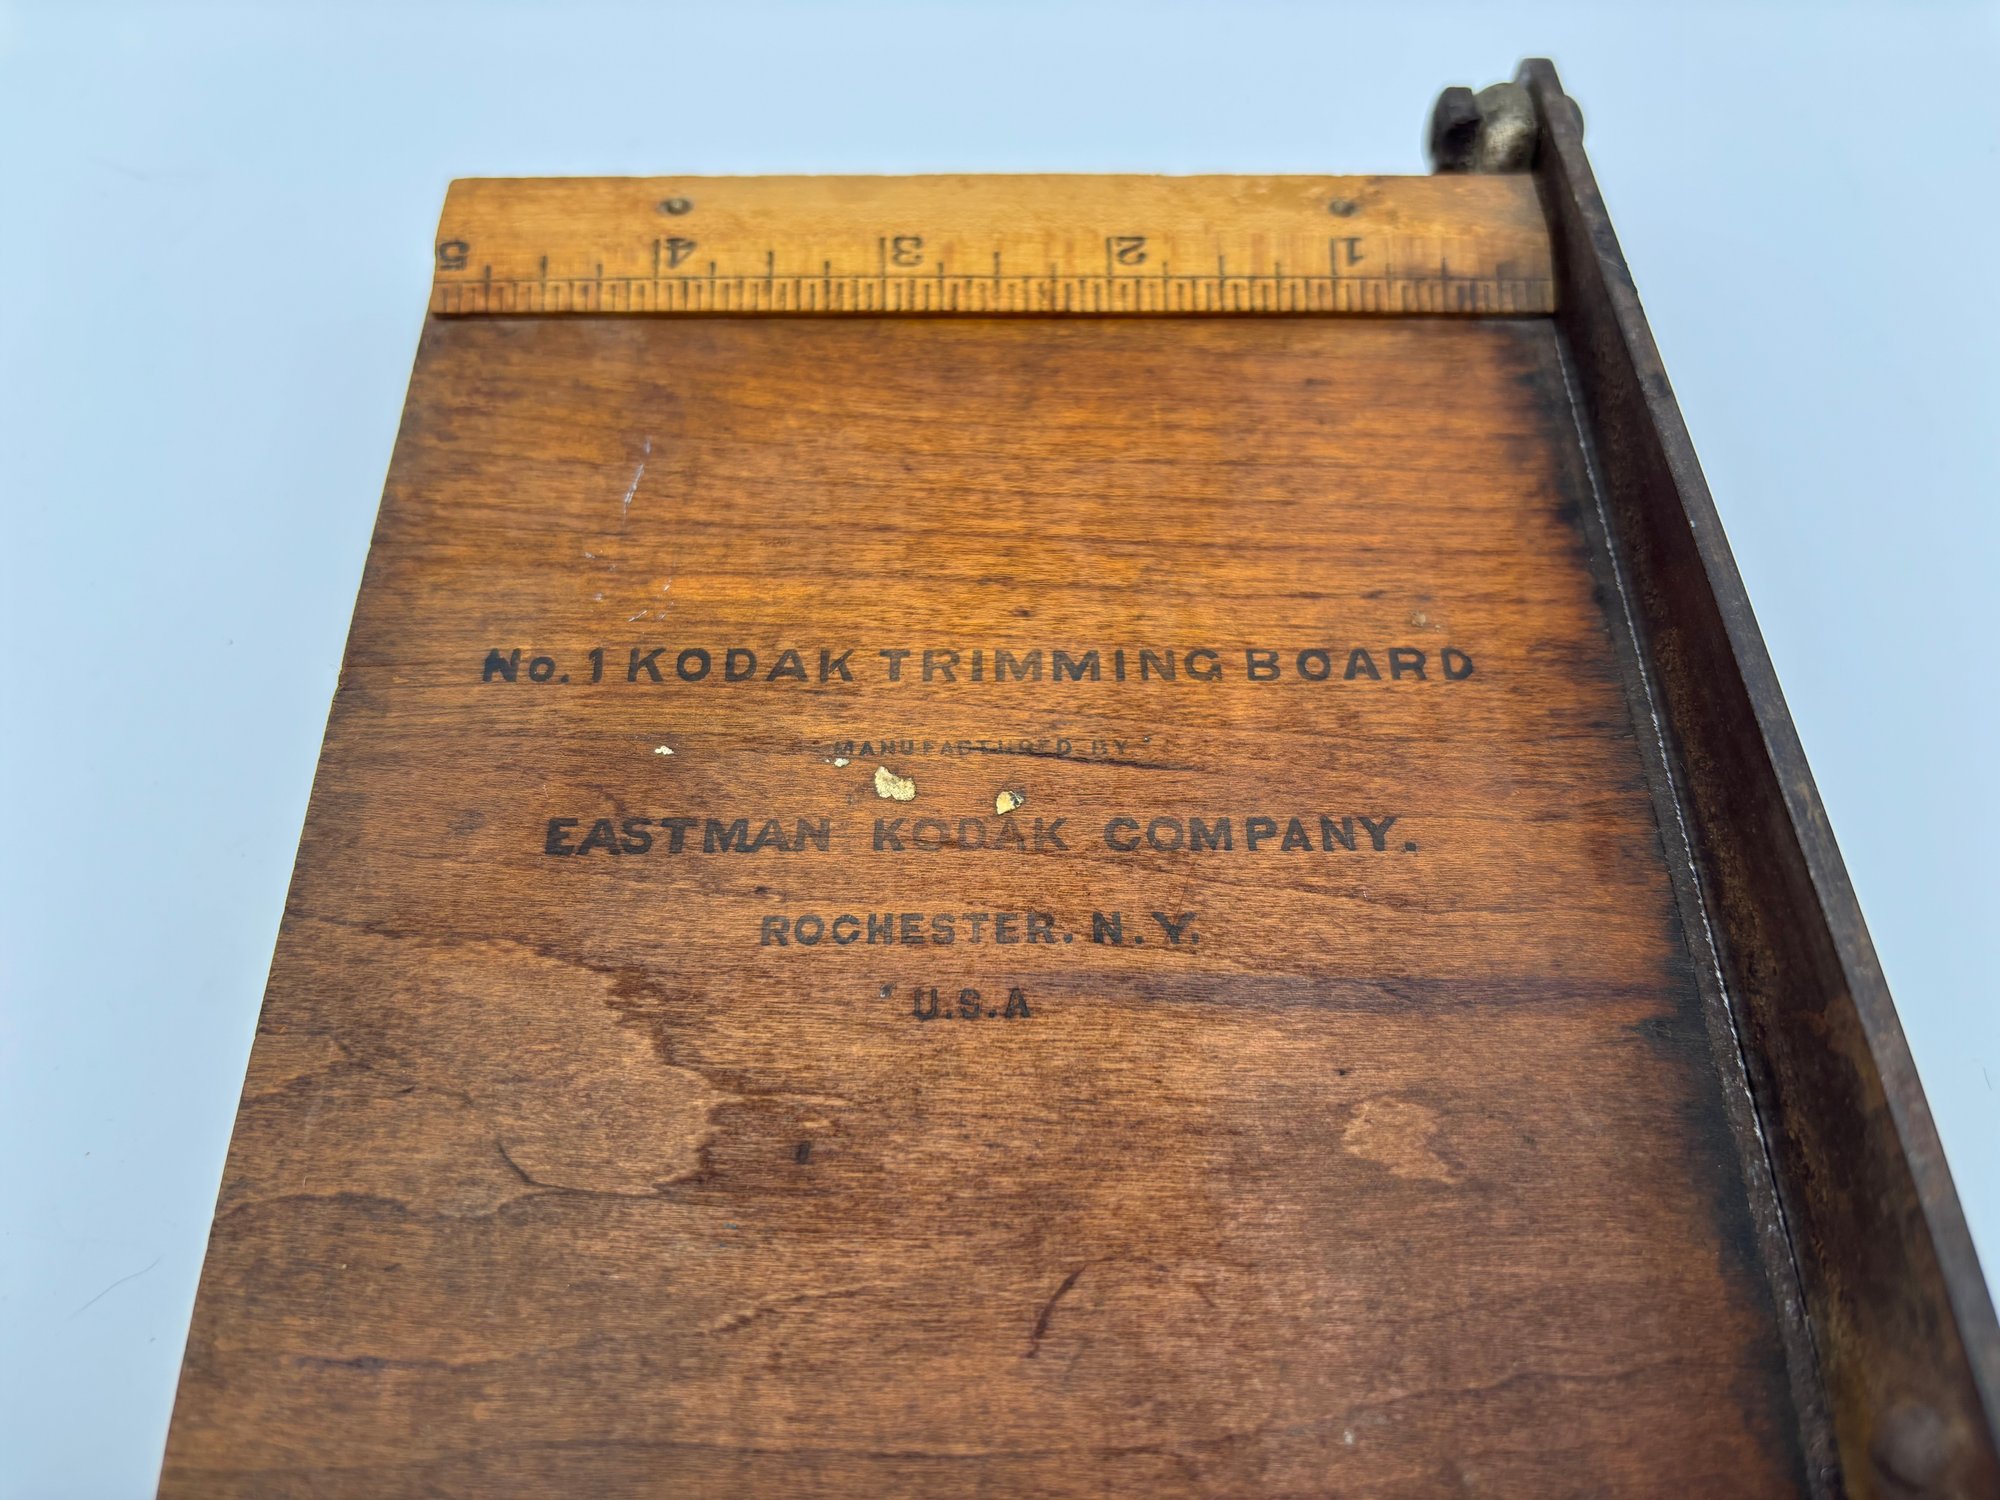 5 4 3 2 1
No. 1 KODAK TRIMMING BOARD
MANUFACTURED BY
EASTMAN KODAK COMPANY.
ROCHESTER. N.Y.
U.S.A